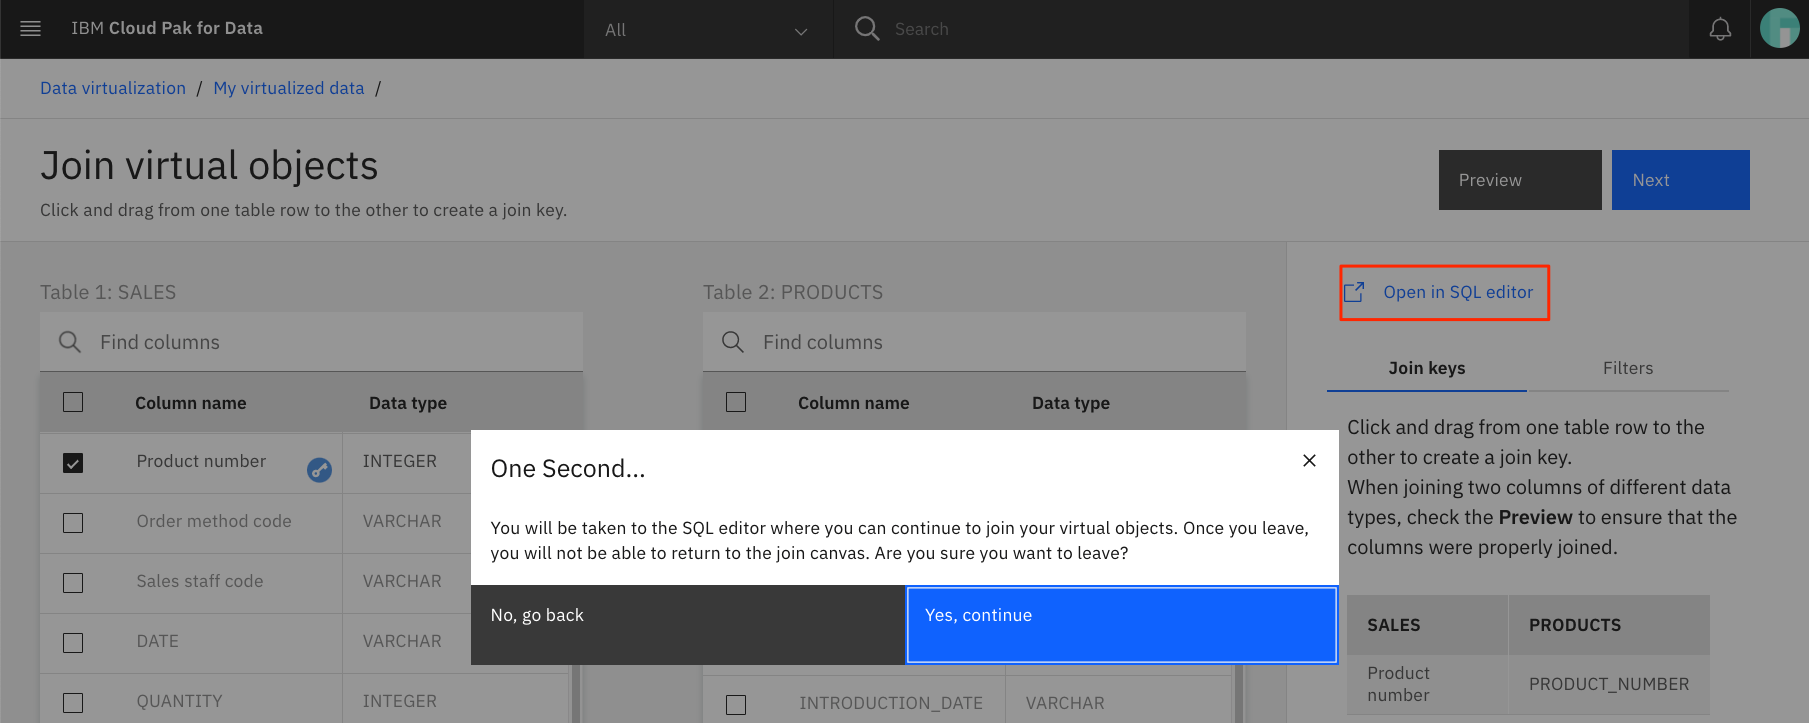 IBM Cloud Pak for Data
All
Search
Data virtualization / My virtualized data /
Join virtual objects
Click and drag from one table row to the other to create a join key.
Preview
Next
Table 1: SALES
Find columns
Column name Data type
Product number INTEGER
Order method code VARCHAR
Sales staff code VARCHAR
DATE VARCHAR
QUANTITY INTEGER
Table 2: PRODUCTS
Find columns
Column name Data type
INTRODUCTION_DATE VARCHAR
One Second...
You will be taken to the SQL editor where you can continue to join your virtual objects. Once you leave,
you will not be able to return to the join canvas. Are you sure you want to leave?
No, go back
Yes, continue
Open in SQL editor
Join keys Filters
Click and drag from one table row to the
other to create a join key.
When joining two columns of different data
types, check the Preview to ensure that the
columns were properly joined.
SALES PRODUCTS
Product
number
PRODUCT_NUMBER